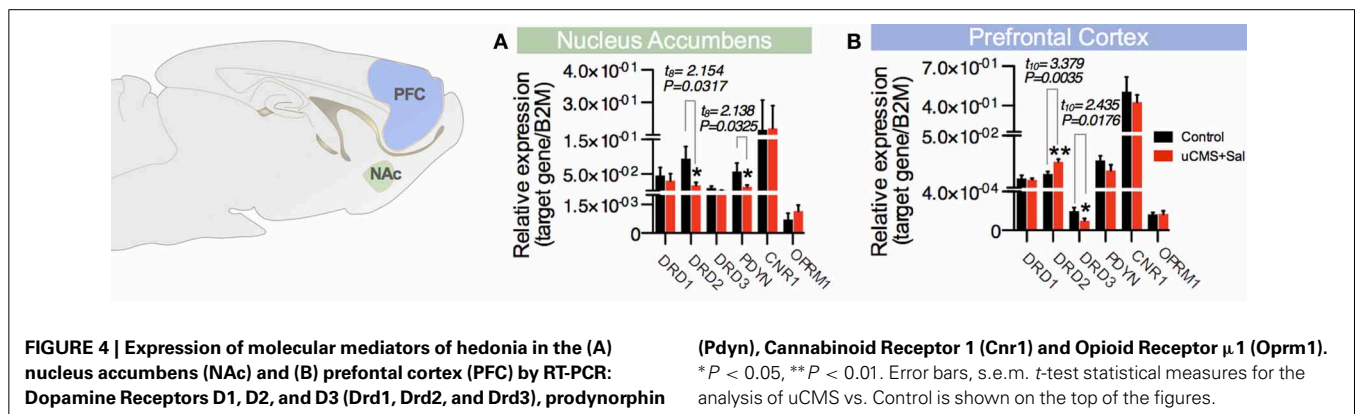 PFC
NAc
A
Nucleus Accumbens
Relative expression
(target gene/B2M)
4.0×10⁻⁰¹
3.0×10⁻⁰¹
1.5×10⁻⁰¹
5.0×10⁻⁰²
1.5×10⁻⁰³
0
t₈= 2.154
P=0.0317
t₈= 2.138
P=0.0325
*
*
DRD1
DRD2
DRD3
PDYN
CNR1
OPRM1
B
Prefrontal Cortex
Relative expression
(target gene/B2M)
7.0×10⁻⁰¹
4.0×10⁻⁰¹
5.0×10⁻⁰²
4.0×10⁻⁰⁴
0
t₁₀= 3.379
P=0.0035
t₁₀= 2.435
P=0.0176
**
*
DRD1
DRD2
DRD3
PDYN
CNR1
OPRM1
Control
uCMS+Sal
FIGURE 4 | Expression of molecular mediators of hedonia in the (A)
nucleus accumbens (NAc) and (B) prefontal cortex (PFC) by RT-PCR:
Dopamine Receptors D1, D2, and D3 (Drd1, Drd2, and Drd3), prodynorphin
(Pdyn), Cannabinoid Receptor 1 (Cnr1) and Opioid Receptor μ1 (Oprm1).
*P < 0.05, **P < 0.01. Error bars, s.e.m. t-test statistical measures for the
analysis of uCMS vs. Control is shown on the top of the figures.